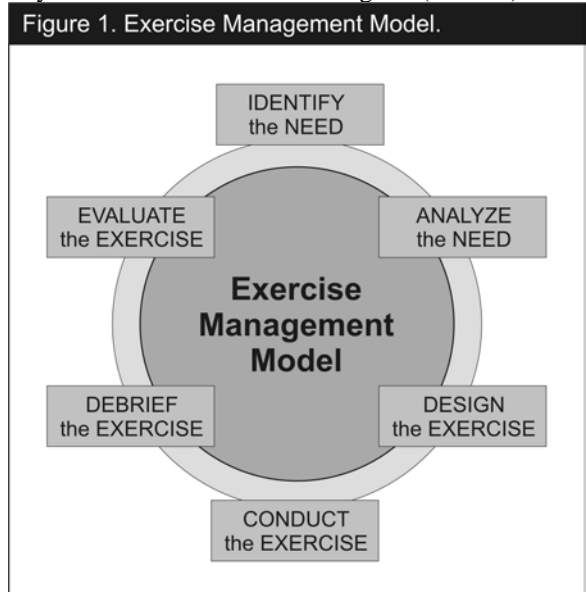 Figure 1. Exercise Management Model.
IDENTIFY
the NEED
EVALUATE
the EXERCISE
ANALYZE
the NEED
Exercise
Management
Model
DEBRIEF
the EXERCISE
DESIGN
the EXERCISE
CONDUCT
the EXERCISE